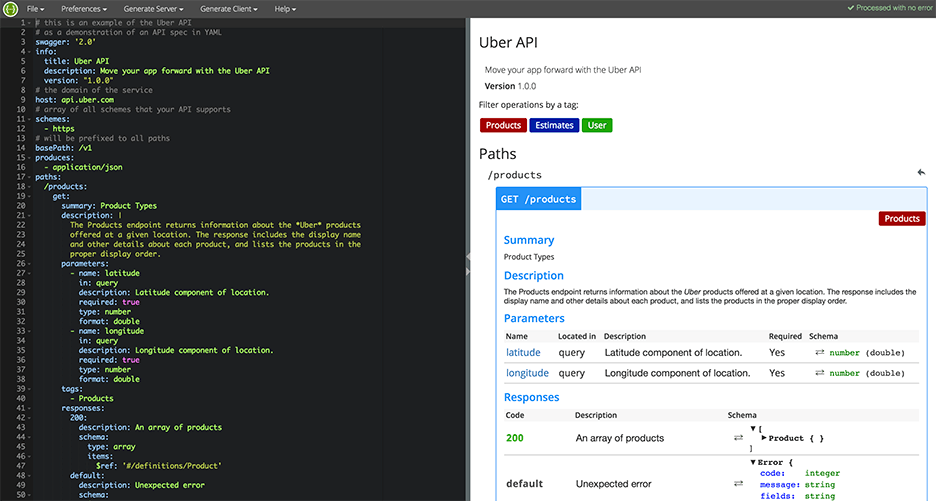 File Preferences Generate Server Generate Client Help Processed with no error
1 # this is an example of the Uber API
2 # as a demonstration of an API spec in YAML
3 swagger: '2.0'
4 info:
5 title: Uber API
6 description: Move your app forward with the Uber API
7 version: "1.0.0"
8 # the domain of the service
9 host: api.uber.com
10 # array of all schemes that your API supports
11 schemes:
12 - https
13 # will be prefixed to all paths
14 basePath: /v1
15 produces:
16 - application/json
17 paths:
18 /products:
19 get:
20 summary: Product Types
21 description: |
22 The Products endpoint returns information about the *Uber* products
23 offered at a given location. The response includes the display name
24 and other details about each product, and lists the products in the
25 proper display order.
26 parameters:
27 - name: latitude
28 in: query
29 description: Latitude component of location.
30 required: true
31 type: number
32 format: double
33 - name: longitude
34 in: query
35 description: Longitude component of location.
36 required: true
37 type: number
38 format: double
39 tags:
40 - Products
41 responses:
42 200:
43 description: An array of products
44 schema:
45 type: array
46 items:
47 $ref: '#/definitions/Product'
48 default:
49 description: Unexpected error
50 schema:
Uber API
Move your app forward with the Uber API
Version 1.0.0
Filter operations by a tag:
Products Estimates User
Paths
/products
GET /products
Products
Summary
Product Types
Description
The Products endpoint returns information about the Uber products offered at a given location. The response includes the
display name and other details about each product, and lists the products in the proper display order.
Parameters
Name Located in Description Required Schema
latitude query Latitude component of location. Yes ⇄ number (double)
longitude query Longitude component of location. Yes ⇄ number (double)
Responses
Code Description Schema
200 An array of products ⇄ ▼ [
▶ Product { }
]
default Unexpected error ⇄ ▼ Error {
code: integer
message: string
fields: string